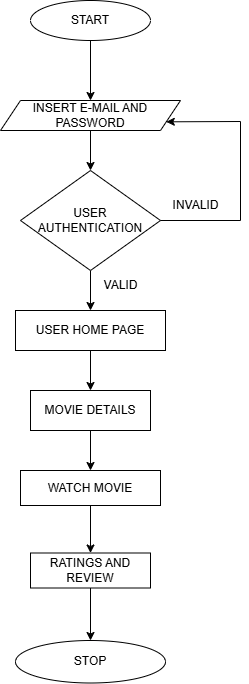 START
INSERT E-MAIL AND
PASSWORD
USER
AUTHENTICATION
INVALID
VALID
USER HOME PAGE
MOVIE DETAILS
WATCH MOVIE
RATINGS AND
REVIEW
STOP